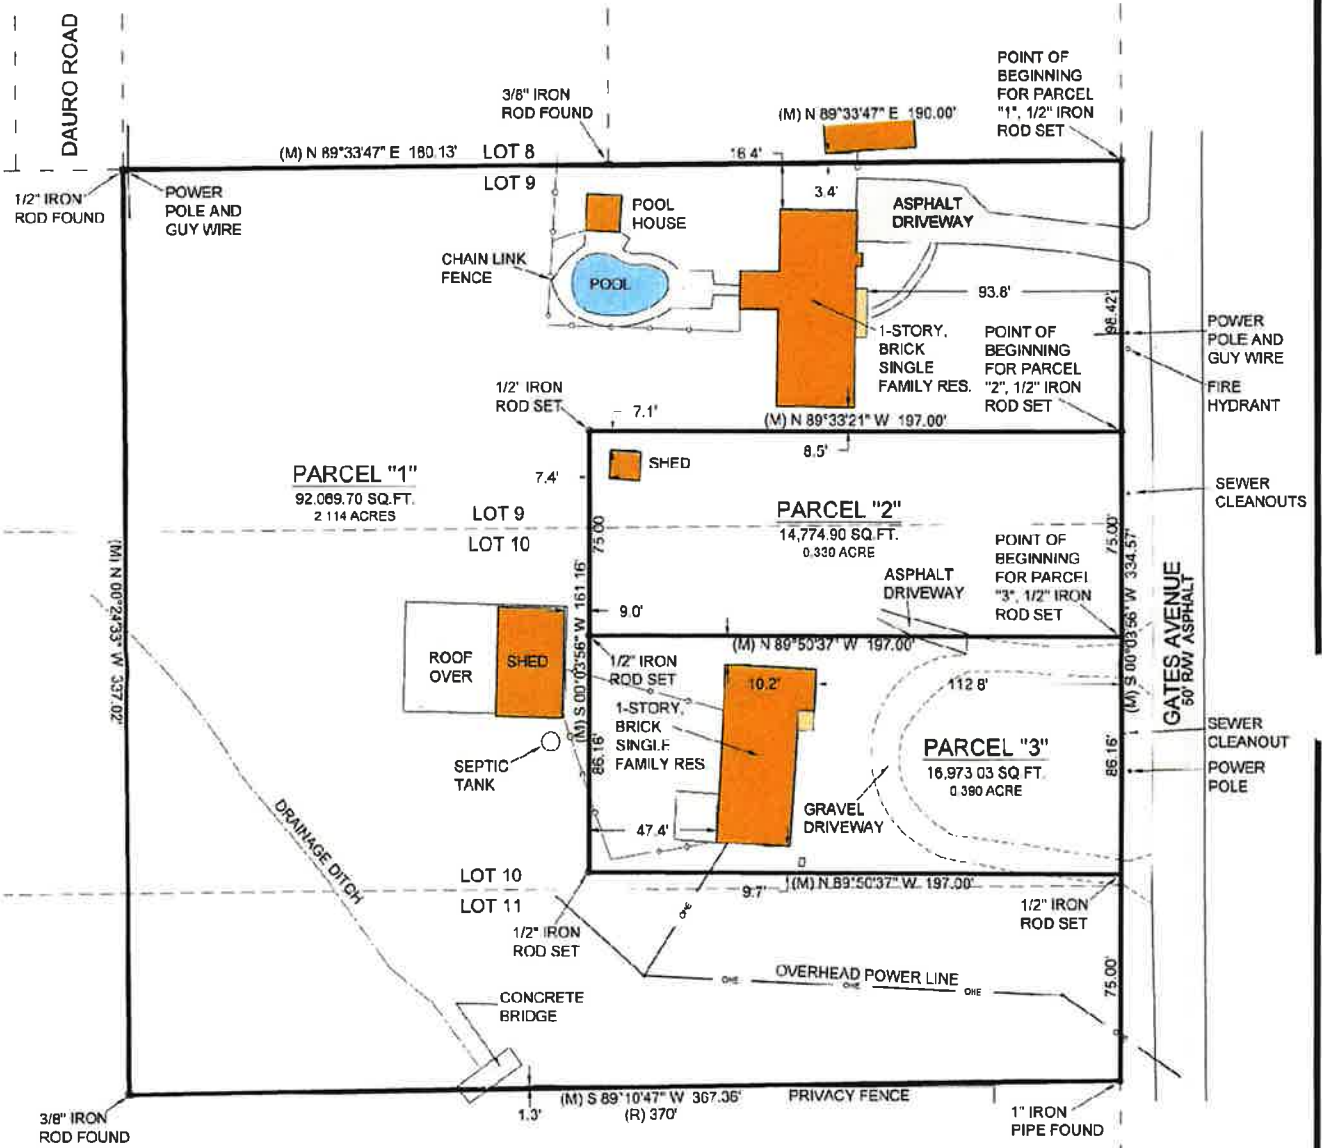 DAURO ROAD
3/8" IRON
ROD FOUND
(M) N 89°33'47" E 190.00'
POINT OF
BEGINNING
FOR PARCEL
"1", 1/2" IRON
ROD SET
(M) N 89°33'47" E 180.13'
LOT 8
LOT 9
16.4'
3.4'
1/2" IRON
ROD FOUND
POWER
POLE AND
GUY WIRE
POOL
HOUSE
ASPHALT
DRIVEWAY
CHAIN LINK
FENCE
POOL
93.8'
98.42'
1-STORY,
BRICK
SINGLE
FAMILY RES.
POINT OF
BEGINNING
FOR PARCEL
"2", 1/2" IRON
ROD SET
POWER
POLE AND
GUY WIRE
FIRE
HYDRANT
1/2' IRON
ROD SET
7.1'
(M) N 89°33'21" W 197.00'
8.5'
SHED
7.4'
PARCEL "1"
92.069.70 SQ.FT.
2 114 ACRES
LOT 9
LOT 10
75.00
PARCEL "2"
14,774.90 SQ.FT.
0.330 ACRE
75.00'
SEWER
CLEANOUTS
POINT OF
BEGINNING
FOR PARCEL
"3", 1/2" IRON
ROD SET
ASPHALT
DRIVEWAY
(M) N 00°24'33" W 337.02
(M) S 00°03'56" W 161.16'
9.0'
(M) N 89°50'37" W 197.00'
(M) S 00°03'56" W 334.57'
GATES AVENUE
50' R/W ASPHALT
ROOF
OVER
SHED
1/2" IRON
ROD SET
10.2'
112 8'
1-STORY,
BRICK
SINGLE
FAMILY RES
86.16'
SEPTIC
TANK
PARCEL "3"
16,973 03 SQ FT.
0 390 ACRE
86.16'
SEWER
CLEANOUT
POWER
POLE
GRAVEL
DRIVEWAY
47.4'
DRAINAGE DITCH
LOT 10
LOT 11
9.7'
(M) N 89°50'37" W 197.00'
1/2" IRON
ROD SET
1/2" IRON
ROD SET
OHE
OVERHEAD POWER LINE
OHE
OHE
OHE
75.00'
CONCRETE
BRIDGE
1.3'
(M) S 89°10'47" W 367.36'
(R) 370'
PRIVACY FENCE
3/8" IRON
ROD FOUND
1" IRON
PIPE FOUND